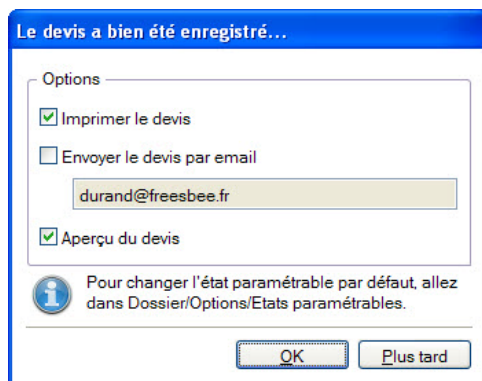 Le devis a bien été enregistré...
Options
Imprimer le devis
Envoyer le devis par email
durand@freesbee.fr
Aperçu du devis
Pour changer l'état paramétrable par défaut, allez
dans Dossier/Options/Etats paramétrables.
OK
Plus tard